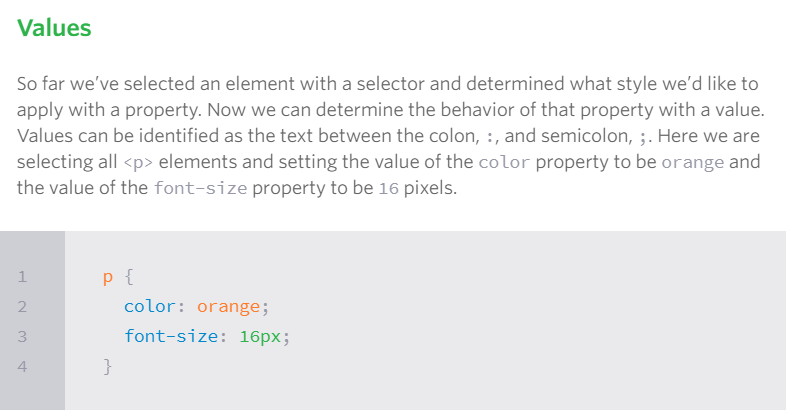 Values
So far we’ve selected an element with a selector and determined what style we’d like to
apply with a property. Now we can determine the behavior of that property with a value.
Values can be identified as the text between the colon, :, and semicolon, ;. Here we are
selecting all <p> elements and setting the value of the color property to be orange and
the value of the font-size property to be 16 pixels.
1 p {
2 color: orange;
3 font-size: 16px;
4 }